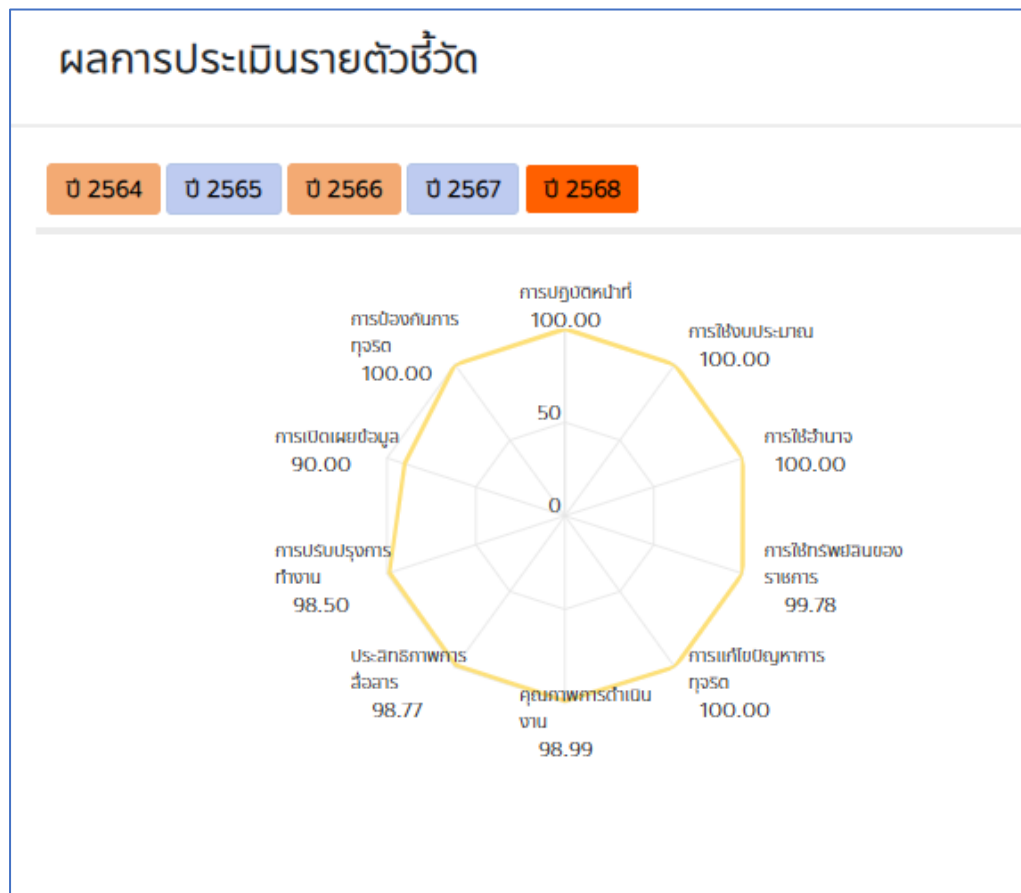 ผลการประเมินรายตัวชี้วัด
ปี 2564 ปี 2565 ปี 2566 ปี 2567 ปี 2568
การปฏิบัติหน้าที่
100.00
การใช้งบประมาณ
100.00
การใช้อำนาจ
100.00
การใช้ทรัพย์สินของ
ราชการ
99.78
การแก้ไขปัญหาการ
ทุจริต
100.00
คุณภาพการดำเนิน
งาน
98.99
ประสิทธิภาพการ
สื่อสาร
98.77
การปรับปรุงการ
ทำงาน
98.50
การเปิดเผยข้อมูล
90.00
การป้องกันการ
ทุจริต
100.00
50
0